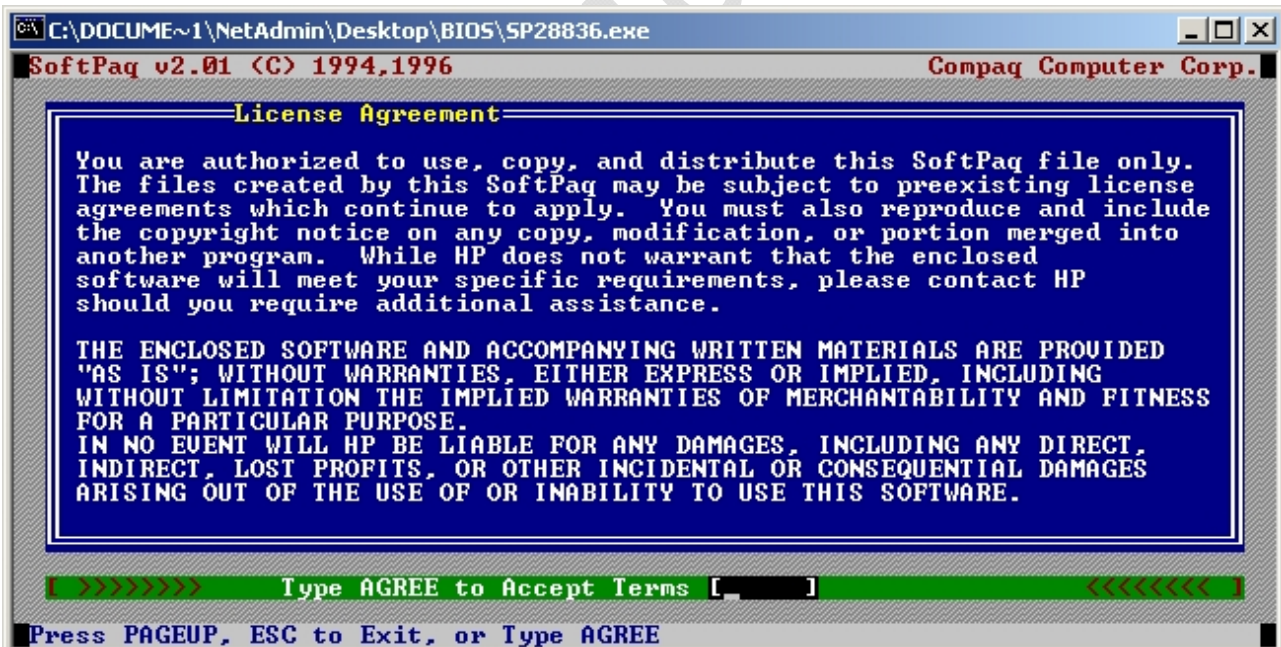 C:\DOCUME~1\NetAdmin\Desktop\BIOS\SP28836.exe
SoftPaq v2.01 (C) 1994,1996 Compaq Computer Corp.
License Agreement
You are authorized to use, copy, and distribute this SoftPaq file only.
The files created by this SoftPaq may be subject to preexisting license
agreements which continue to apply. You must also reproduce and include
the copyright notice on any copy, modification, or portion merged into
another program. While HP does not warrant that the enclosed
software will meet your specific requirements, please contact HP
should you require additional assistance.
THE ENCLOSED SOFTWARE AND ACCOMPANYING WRITTEN MATERIALS ARE PROVIDED
"AS IS"; WITHOUT WARRANTIES, EITHER EXPRESS OR IMPLIED, INCLUDING
WITHOUT LIMITATION THE IMPLIED WARRANTIES OF MERCHANTABILITY AND FITNESS
FOR A PARTICULAR PURPOSE.
IN NO EVENT WILL HP BE LIABLE FOR ANY DAMAGES, INCLUDING ANY DIRECT,
INDIRECT, LOST PROFITS, OR OTHER INCIDENTAL OR CONSEQUENTIAL DAMAGES
ARISING OUT OF THE USE OF OR INABILITY TO USE THIS SOFTWARE.
[ >>>>>>>> Type AGREE to Accept Terms [_ ] <<<<<<<< ]
Press PAGEUP, ESC to Exit, or Type AGREE